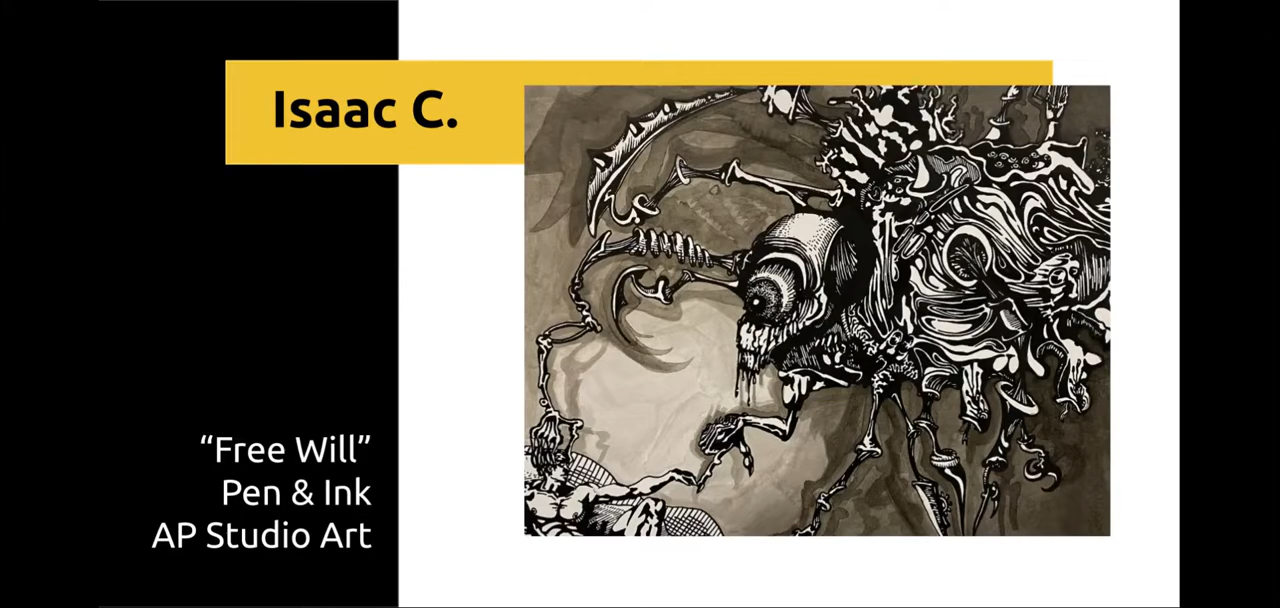 Isaac C.
“Free Will”
Pen & Ink
AP Studio Art